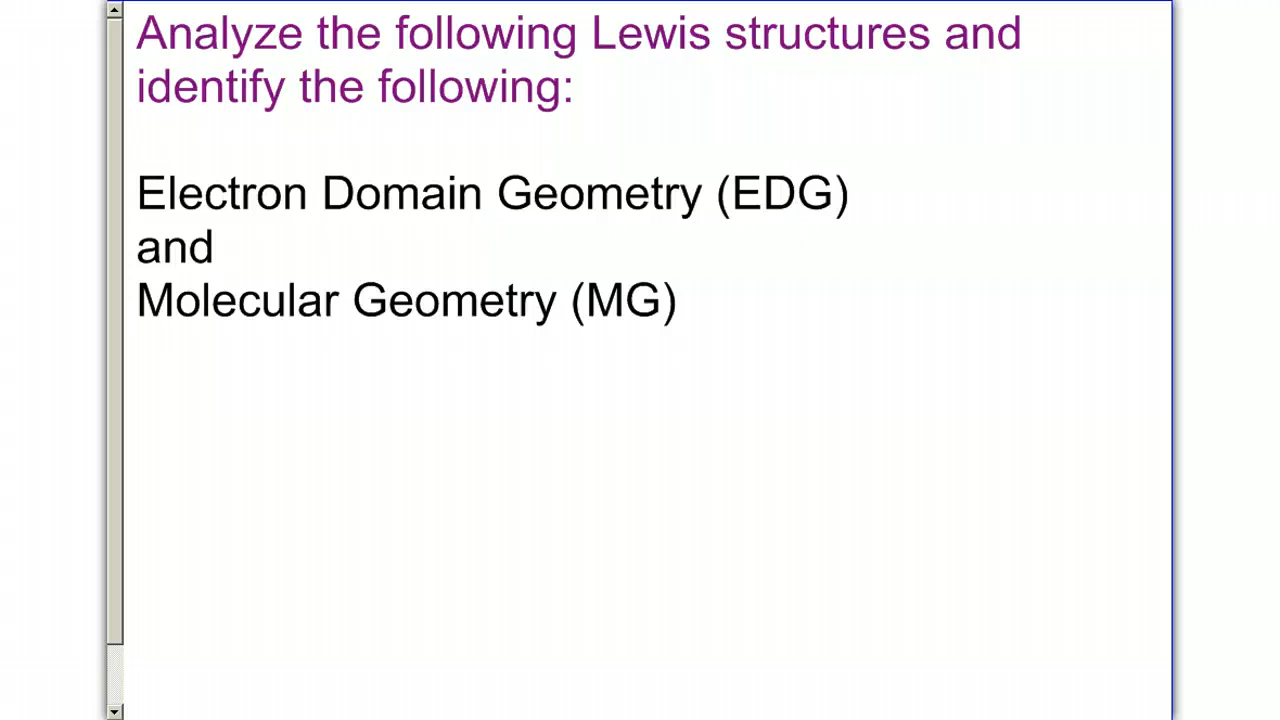 Analyze the following Lewis structures and
identify the following:
Electron Domain Geometry (EDG)
and
Molecular Geometry (MG)